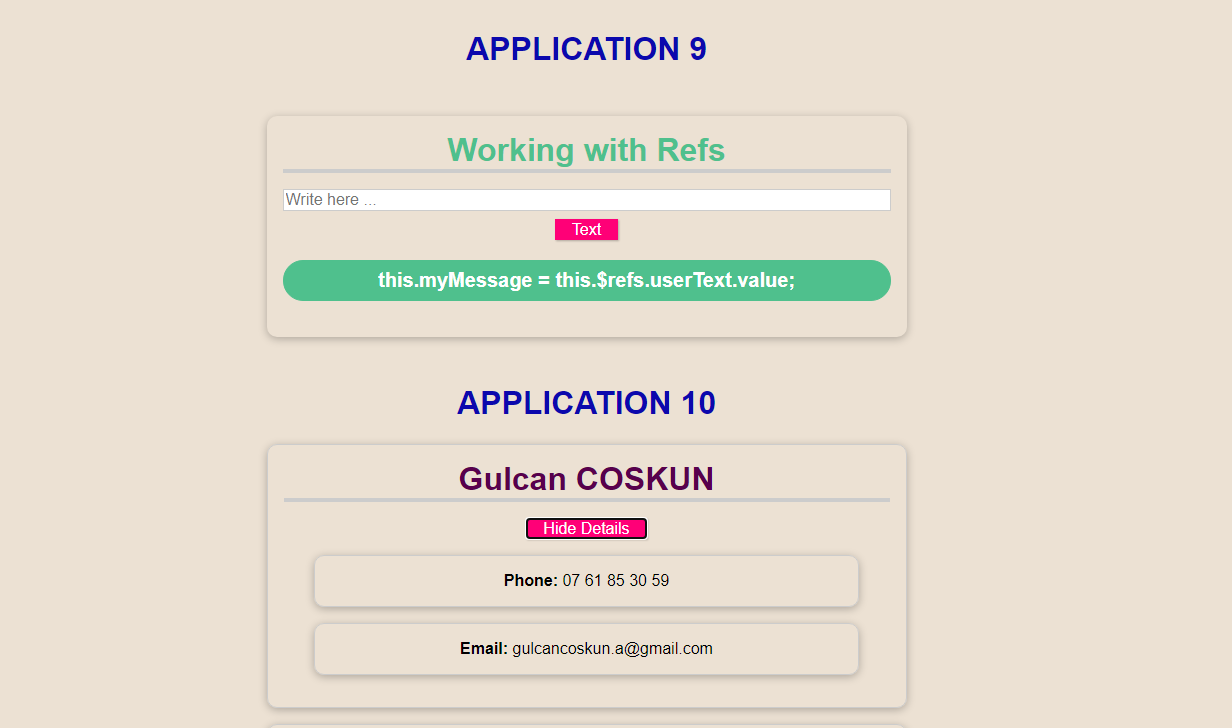 APPLICATION 9
Working with Refs
Write here ...
Text
this.myMessage = this.$refs.userText.value;
APPLICATION 10
Gulcan COSKUN
Hide Details
Phone: 07 61 85 30 59
Email: gulcancoskun.a@gmail.com